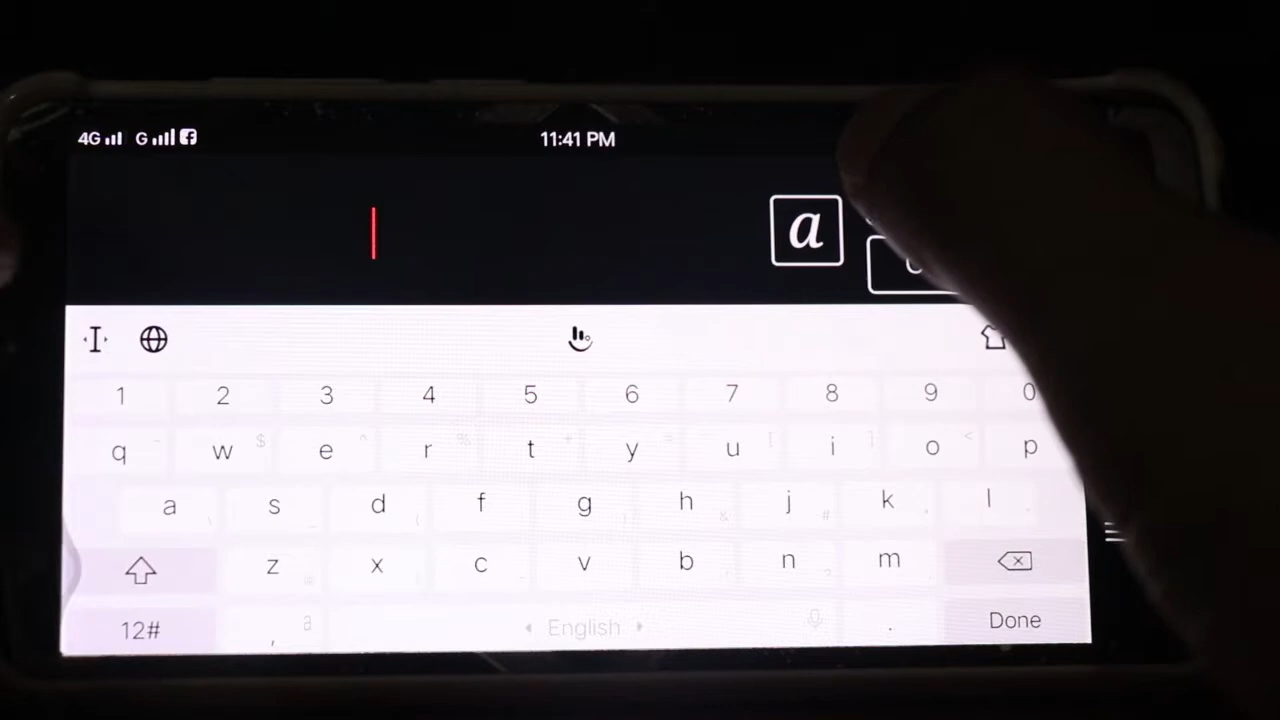 4G G 11:41 PM
a
1 2 3 4 5 6 7 8 9 0
q w $ e ^ r % t + y = u [ i ] o < p
a s d f g h & j # k l
z x c v b n ? m
12# , a English . Done